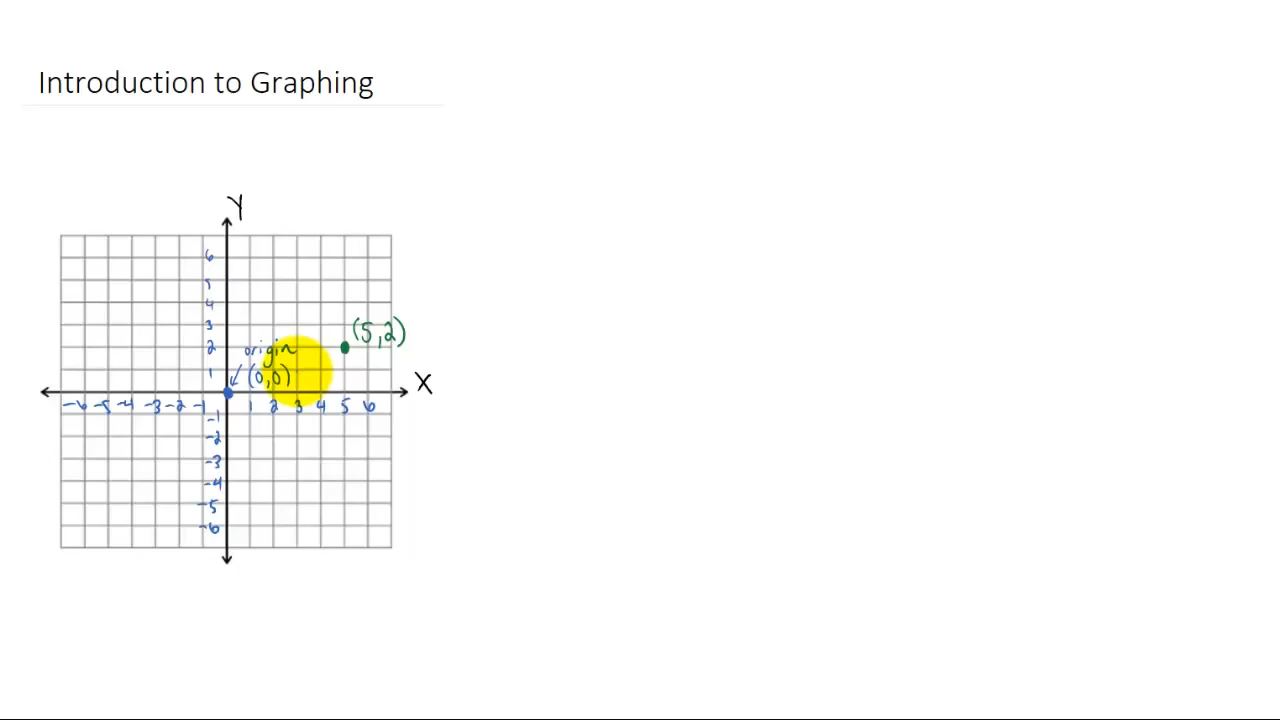 Introduction to Graphing
Y
6
5
4
3
(5,2)
2
origin
1
(0,0)
X
-6 -5 -4 -3 -2 -1 1 2 3 4 5 6
-1
-2
-3
-4
-5
-6